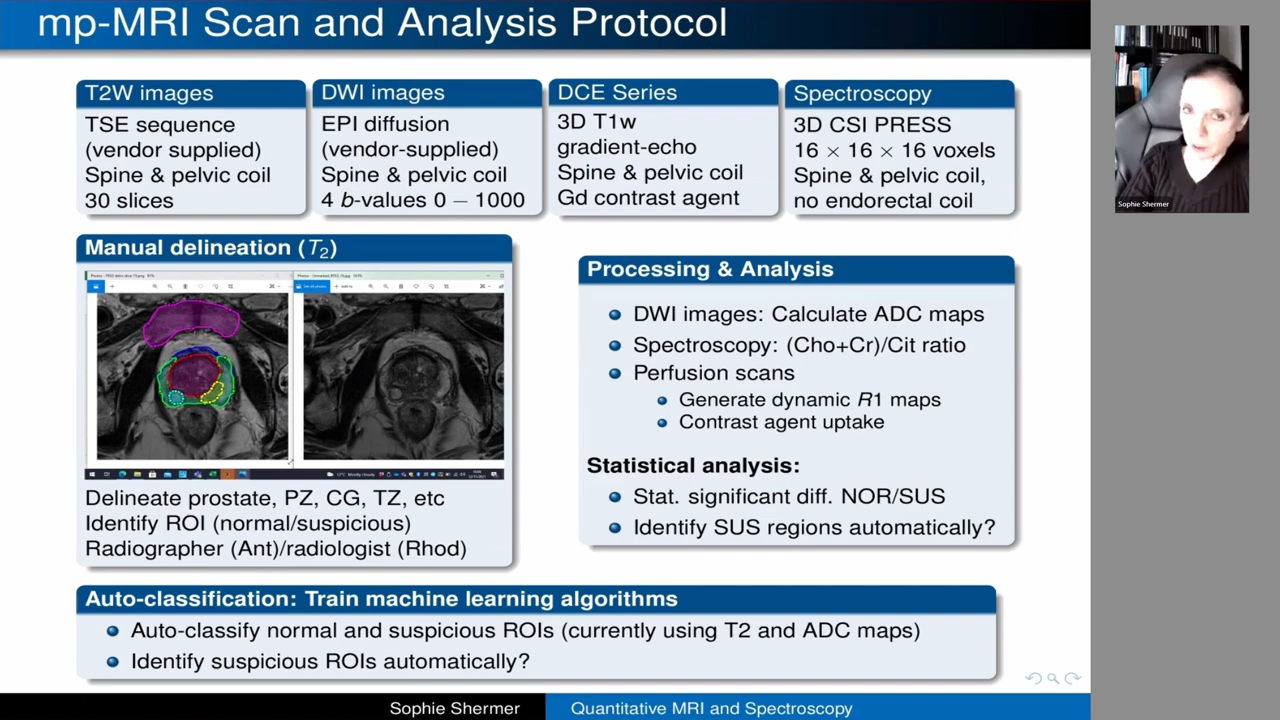 mp-MRI Scan and Analysis Protocol
T2W images
TSE sequence
(vendor supplied)
Spine & pelvic coil
30 slices
DWI images
EPI diffusion
(vendor-supplied)
Spine & pelvic coil
4 b-values 0 − 1000
DCE Series
3D T1w
gradient-echo
Spine & pelvic coil
Gd contrast agent
Spectroscopy
3D CSI PRESS
16 × 16 × 16 voxels
Spine & pelvic coil,
no endorectal coil
Sophie Shermer
Manual delineation (T₂)
Delineate prostate, PZ, CG, TZ, etc
Identify ROI (normal/suspicious)
Radiographer (Ant)/radiologist (Rhod)
Processing & Analysis
DWI images: Calculate ADC maps
Spectroscopy: (Cho+Cr)/Cit ratio
Perfusion scans
Generate dynamic R1 maps
Contrast agent uptake
Statistical analysis:
Stat. significant diff. NOR/SUS
Identify SUS regions automatically?
Auto-classification: Train machine learning algorithms
Auto-classify normal and suspicious ROIs (currently using T2 and ADC maps)
Identify suspicious ROIs automatically?
Sophie Shermer
Quantitative MRI and Spectroscopy